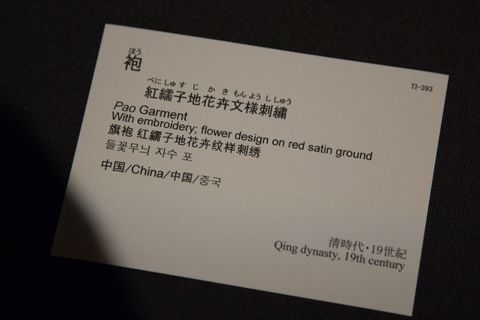 ほう
袍
TI-393
べにしゅすじかきもんようししゅう
紅繻子地花卉文様刺繡
Pao Garment
With embroidery; flower design on red satin ground
旗袍 红繻子地花卉纹样刺绣
들꽃무늬 자수 포
中国/China/中国/중국
清時代・19世紀
Qing dynasty, 19th century